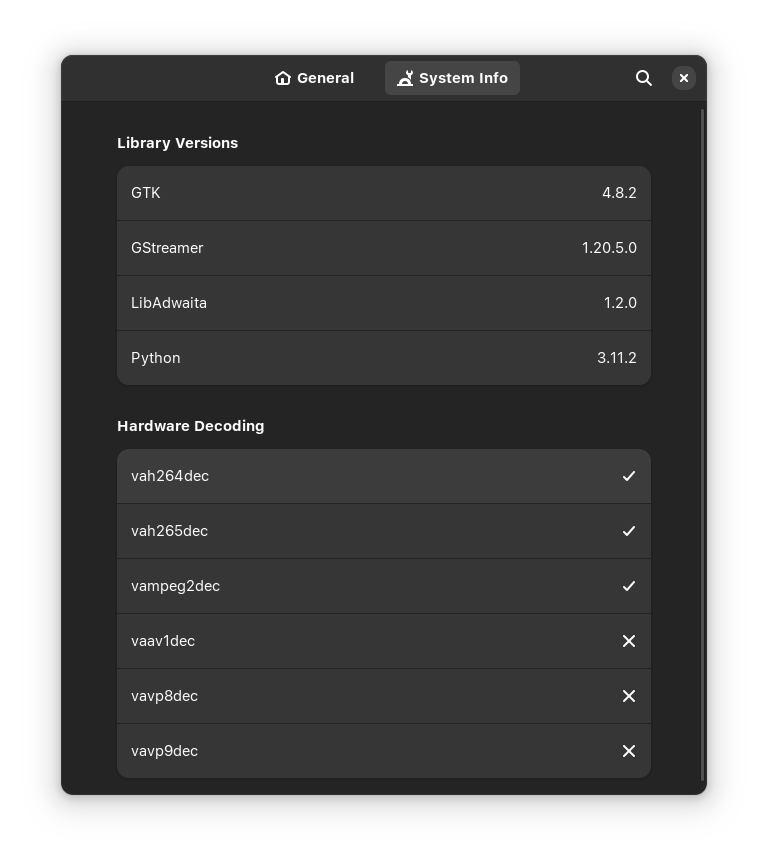 General
System Info
Library Versions
GTK 4.8.2
GStreamer 1.20.5.0
LibAdwaita 1.2.0
Python 3.11.2
Hardware Decoding
vah264dec
vah265dec
vampeg2dec
vaav1dec
vavp8dec
vavp9dec